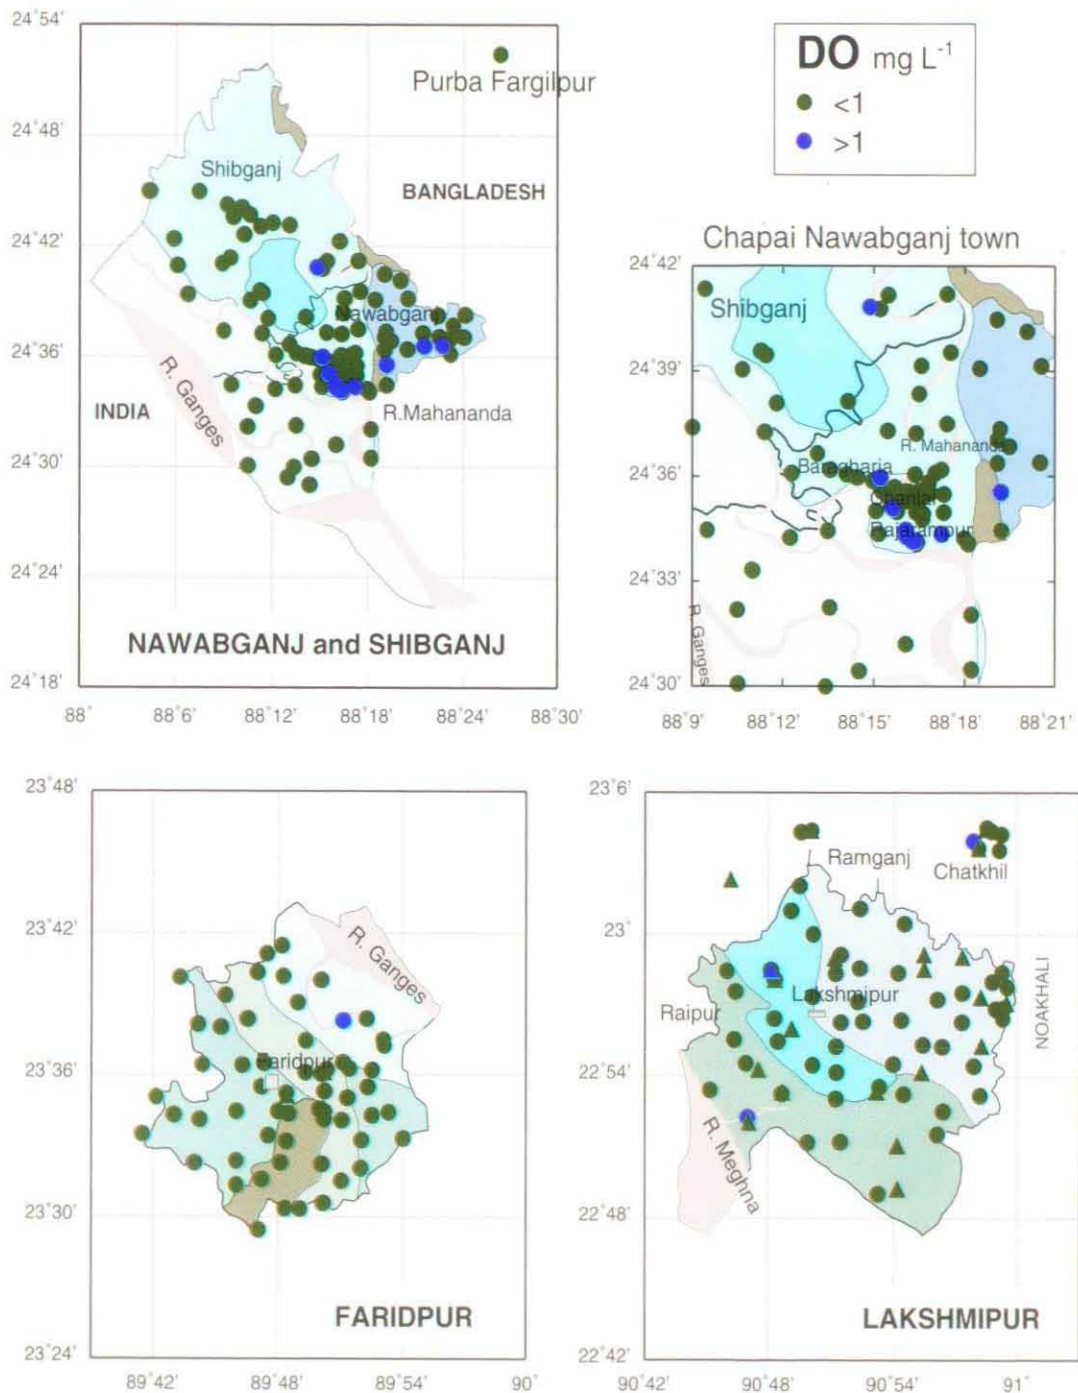 24°54'
24°48'
24°42'
24°36'
24°30'
24°24'
24°18'
88°
88°6'
88°12'
88°18'
88°24'
88°30'
Purba Fargilpur
Shibganj
BANGLADESH
Nawabganj
INDIA
R. Ganges
R.Mahananda
NAWABGANJ and SHIBGANJ
DO mg L⁻¹
<1
>1
Chapai Nawabganj town
24°42'
24°39'
24°36'
24°33'
24°30'
88°9'
88°12'
88°15'
88°18'
88°21'
Shibganj
R. Mahananda
Baragharia
Chanlai
Rajarampur
R. Ganges
23°48'
23°42'
23°36'
23°30'
23°24'
89°42'
89°48'
89°54'
90°
R. Ganges
Faridpur
FARIDPUR
23°6'
23°
22°54'
22°48'
22°42'
90°42'
90°48'
90°54'
91°
Ramganj
Chatkhil
Lakshmipur
Raipur
NOAKHALI
R. Meghna
LAKSHMIPUR